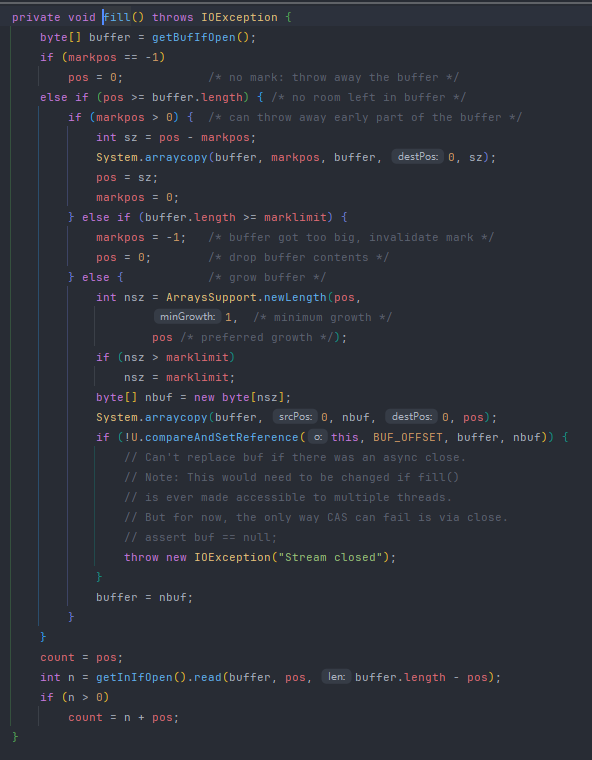 private void fill() throws IOException {
    byte[] buffer = getBufIfOpen();
    if (markpos == -1)
        pos = 0;            /* no mark: throw away the buffer */
    else if (pos >= buffer.length) { /* no room left in buffer */
        if (markpos > 0) {  /* can throw away early part of the buffer */
            int sz = pos - markpos;
            System.arraycopy(buffer, markpos, buffer, destPos: 0, sz);
            pos = sz;
            markpos = 0;
        } else if (buffer.length >= marklimit) {
            markpos = -1;   /* buffer got too big, invalidate mark */
            pos = 0;        /* drop buffer contents */
        } else {            /* grow buffer */
            int nsz = ArraysSupport.newLength(pos,
                    minGrowth: 1,  /* minimum growth */
                    pos /* preferred growth */);
            if (nsz > marklimit)
                nsz = marklimit;
            byte[] nbuf = new byte[nsz];
            System.arraycopy(buffer, srcPos: 0, nbuf, destPos: 0, pos);
            if (!U.compareAndSetReference(o: this, BUF_OFFSET, buffer, nbuf)) {
                // Can't replace buf if there was an async close.
                // Note: This would need to be changed if fill()
                // is ever made accessible to multiple threads.
                // But for now, the only way CAS can fail is via close.
                // assert buf == null;
                throw new IOException("Stream closed");
            }
            buffer = nbuf;
        }
    }
    count = pos;
    int n = getInIfOpen().read(buffer, pos, len: buffer.length - pos);
    if (n > 0)
        count = n + pos;
}